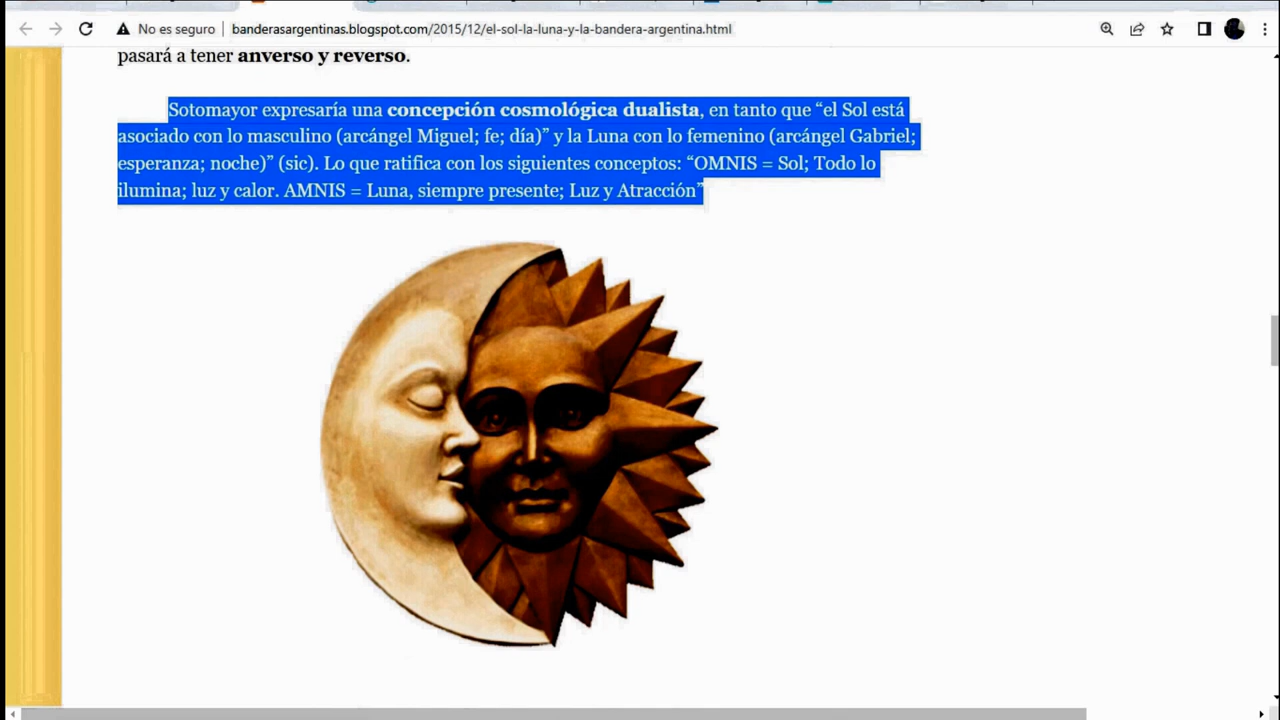 No es seguro
banderasargentinas.blogspot.com/2015/12/el-sol-la-luna-y-la-bandera-argentina.html
pasará a tener anverso y reverso.
Sotomayor expresaría una concepción cosmológica dualista, en tanto que “el Sol está
asociado con lo masculino (arcángel Miguel; fe; día)” y la Luna con lo femenino (arcángel Gabriel;
esperanza; noche)” (sic). Lo que ratifica con los siguientes conceptos: “OMNIS = Sol; Todo lo
ilumina; luz y calor. AMNIS = Luna, siempre presente; Luz y Atracción”